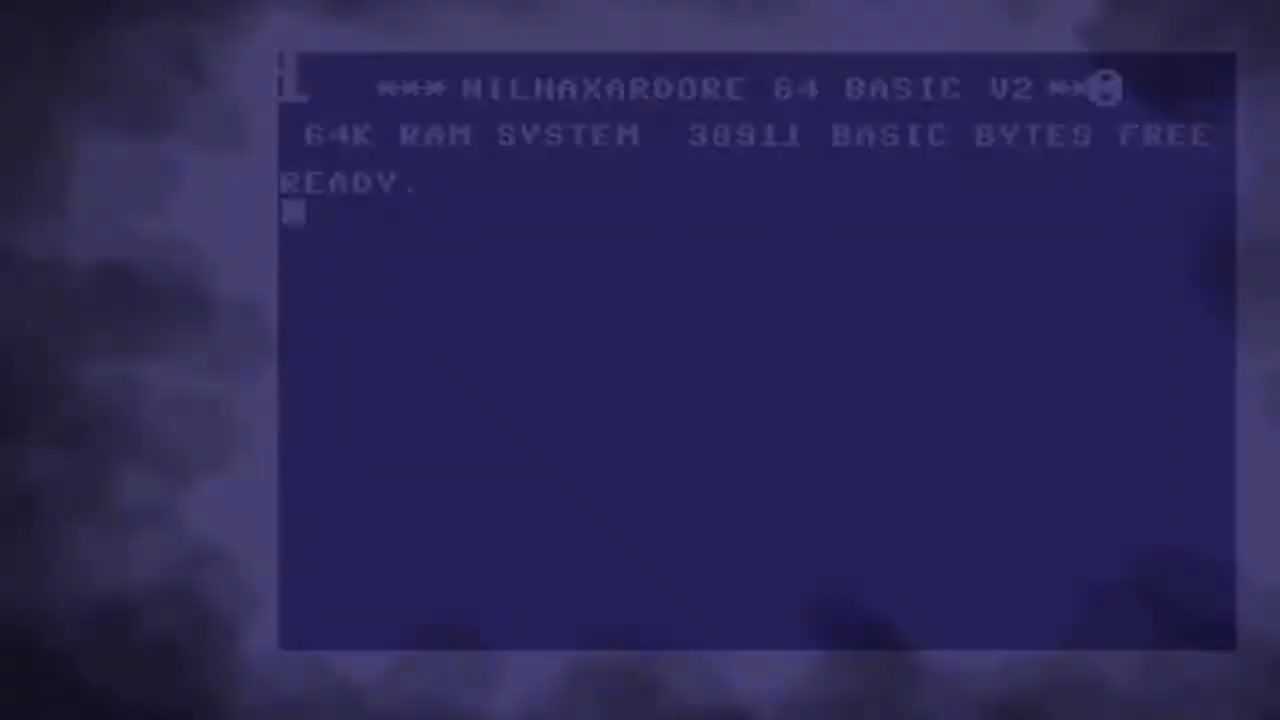 *** NILHAXARDORE 64 BASIC V2 **
64K RAM SYSTEM 38911 BASIC BYTES FREE
READY.